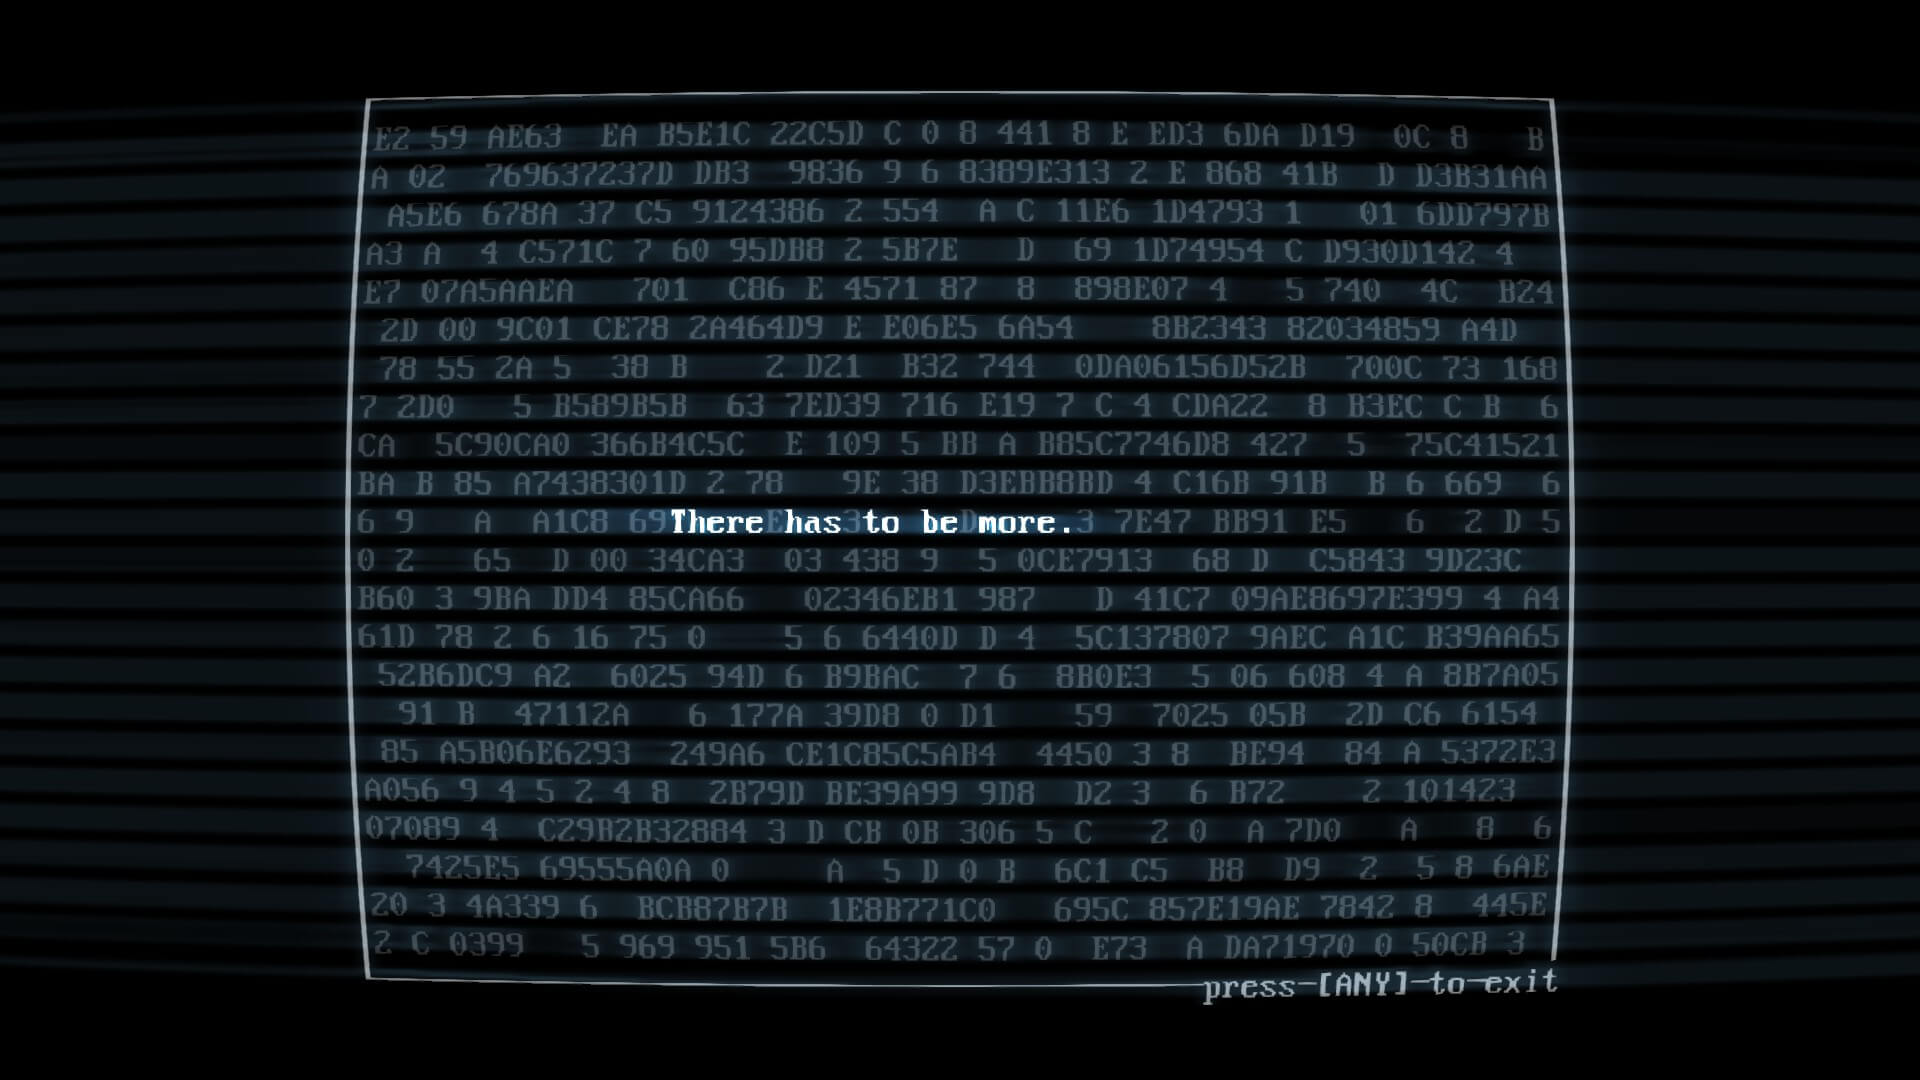 E2 59 AE63 EA B5E1C 22C5D C 0 8 441 8 E ED3 6DA D19 0C 8 B
A 02 769637237D DB3 9836 9 6 8389E313 2 E 868 41B D D3B31AA
A5E6 678A 37 C5 9124386 2 554 A C 11E6 1D4793 1 01 6DD797B
A3 A 4 C571C 7 60 95DB8 2 5B7E D 69 1D74954 C D930D142 4
E7 07A5AAEA 701 C86 E 4571 87 8 898E07 4 5 740 4C B24
2D 00 9C01 CE78 2A464D9 E E06E5 6A54 8B2343 82034859 A4D
78 55 2A 5 38 B 2 D21 B32 744 0DA06156D52B 700C 73 168
7 2D0 5 B589B5B 63 7ED39 716 E19 7 C 4 CDA22 8 B3EC C B 6
CA 5C90CA0 366B4C5C E 109 5 BB A B85C7746D8 427 5 75C41521
BA B 85 A7438301D 2 78 9E 38 D3EBB8BD 4 C16B 91B B 6 669 6
6 9 A A1C8 69 There has to be more. 3 7E47 BB91 E5 6 2 D 5
0 2 65 D 00 34CA3 03 438 9 5 0CE7913 68 D C5843 9D23C
B60 3 9BA DD4 85CA66 02346EB1 987 D 41C7 09AE8697E399 4 A4
61D 78 2 6 16 75 0 5 6 6440D D 4 5C137807 9AEC A1C B39AA65
52B6DC9 A2 6025 94D 6 B9BAC 7 6 8B0E3 5 06 608 4 A 8B7A05
91 B 47112A 6 177A 39D8 0 D1 59 7025 05B 2D C6 6154
85 A5B06E6293 249A6 CE1C85C5AB4 4450 3 8 BE94 84 A 5372E3
A056 9 4 5 2 4 8 2B79D BE39A99 9D8 D2 3 6 B72 2 101423
07089 4 C29B2B32884 3 D CB 0B 306 5 C 2 0 A 7D0 A 8 6
7425E5 69555A0A 0 A 5 D 0 B 6C1 C5 B8 D9 2 5 8 6AE
20 3 4A339 6 BCB87B7B 1E8B771C0 695C 857E19AE 7842 8 445E
2 C 0399 5 969 951 5B6 64322 57 0 E73 A DA71970 0 50CB 3
press-[ANY]-to-exit